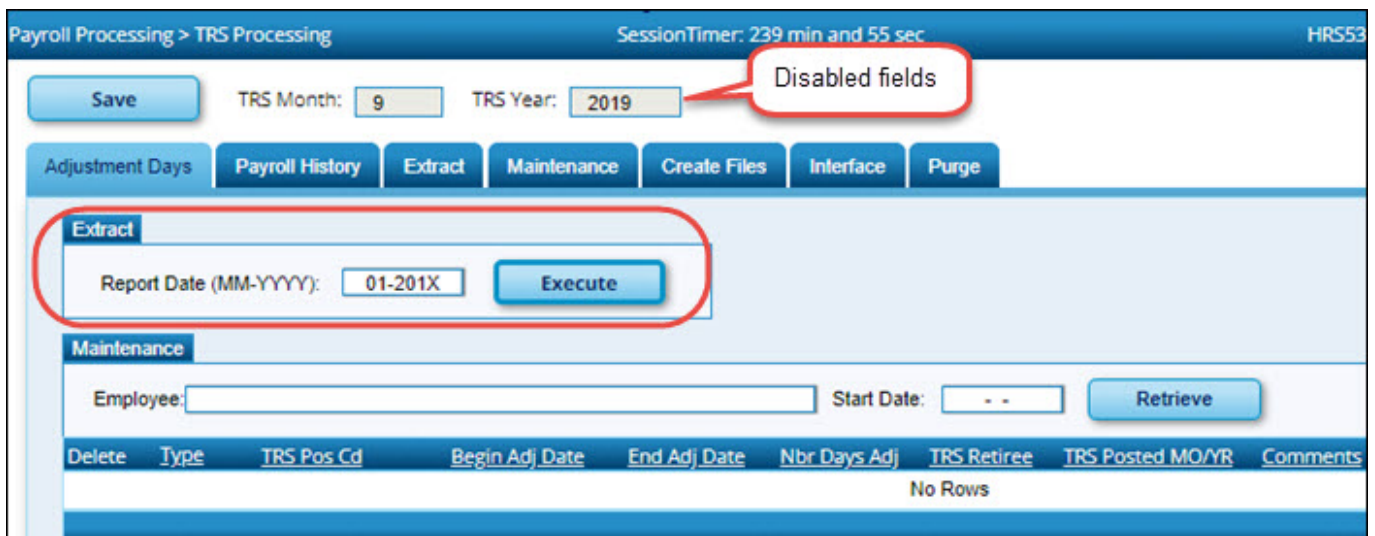 Payroll Processing > TRS Processing SessionTimer: 239 min and 55 sec HRS53
Disabled fields
Save TRS Month: 9 TRS Year: 2019
Adjustment Days Payroll History Extract Maintenance Create Files Interface Purge
Extract
Report Date (MM-YYYY): 01-201X Execute
Maintenance
Employee: Start Date: - - Retrieve
Delete Type TRS Pos Cd Begin Adj Date End Adj Date Nbr Days Adj TRS Retiree TRS Posted MO/YR Comments
No Rows